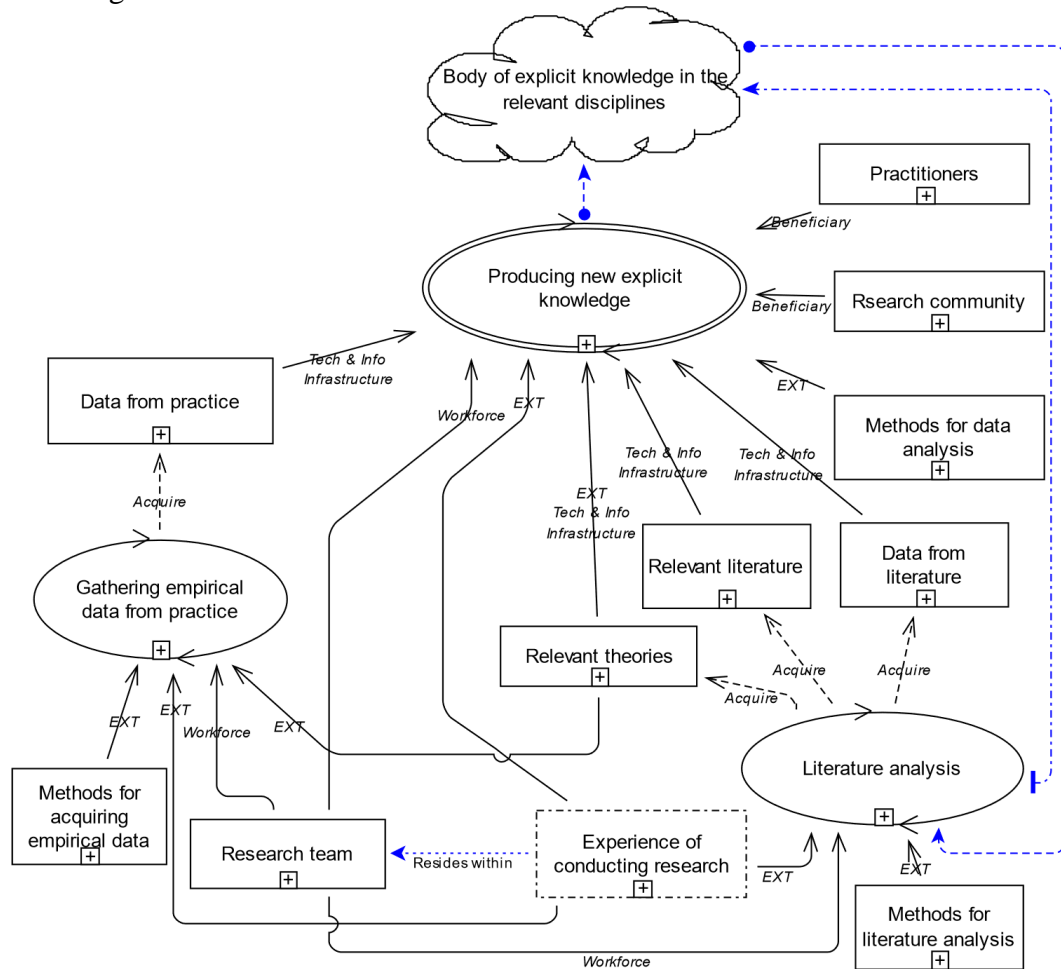 Body of explicit knowledge in the
relevant disciplines
Practitioners
Beneficiary
Producing new explicit
knowledge
Rsearch community
Beneficiary
Tech & Info
Infrastructure
Data from practice
EXT
Workforce
EXT
Methods for data
analysis
Tech & Info
Infrastructure
Tech & Info
Infrastructure
Acquire
EXT
Tech & Info
Infrastructure
Relevant literature
Data from
literature
Gathering empirical
data from practice
Relevant theories
Acquire
Acquire
Acquire
EXT
EXT
Workforce
EXT
Literature analysis
Methods for
acquiring
empirical data
Research team
Resides within
Experience of
conducting research
EXT
EXT
Methods for
literature analysis
Workforce